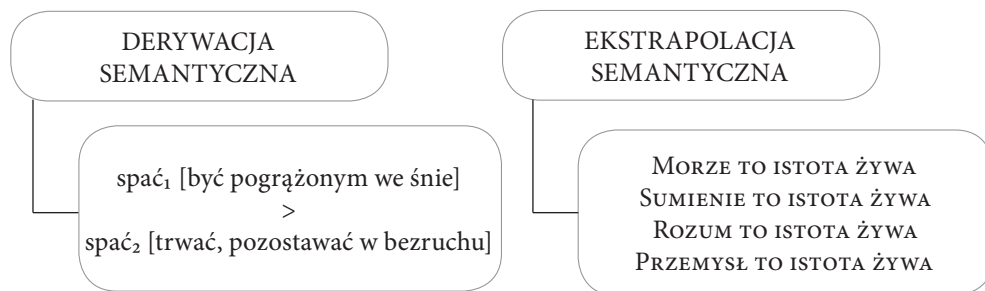 DERYWACJA
SEMANTYCZNA
spać₁ [być pogrążonym we śnie]
>
spać₂ [trwać, pozostawać w bezruchu]
EKSTRAPOLACJA
SEMANTYCZNA
Morze to istota żywa
Sumienie to istota żywa
Rozum to istota żywa
Przemysł to istota żywa